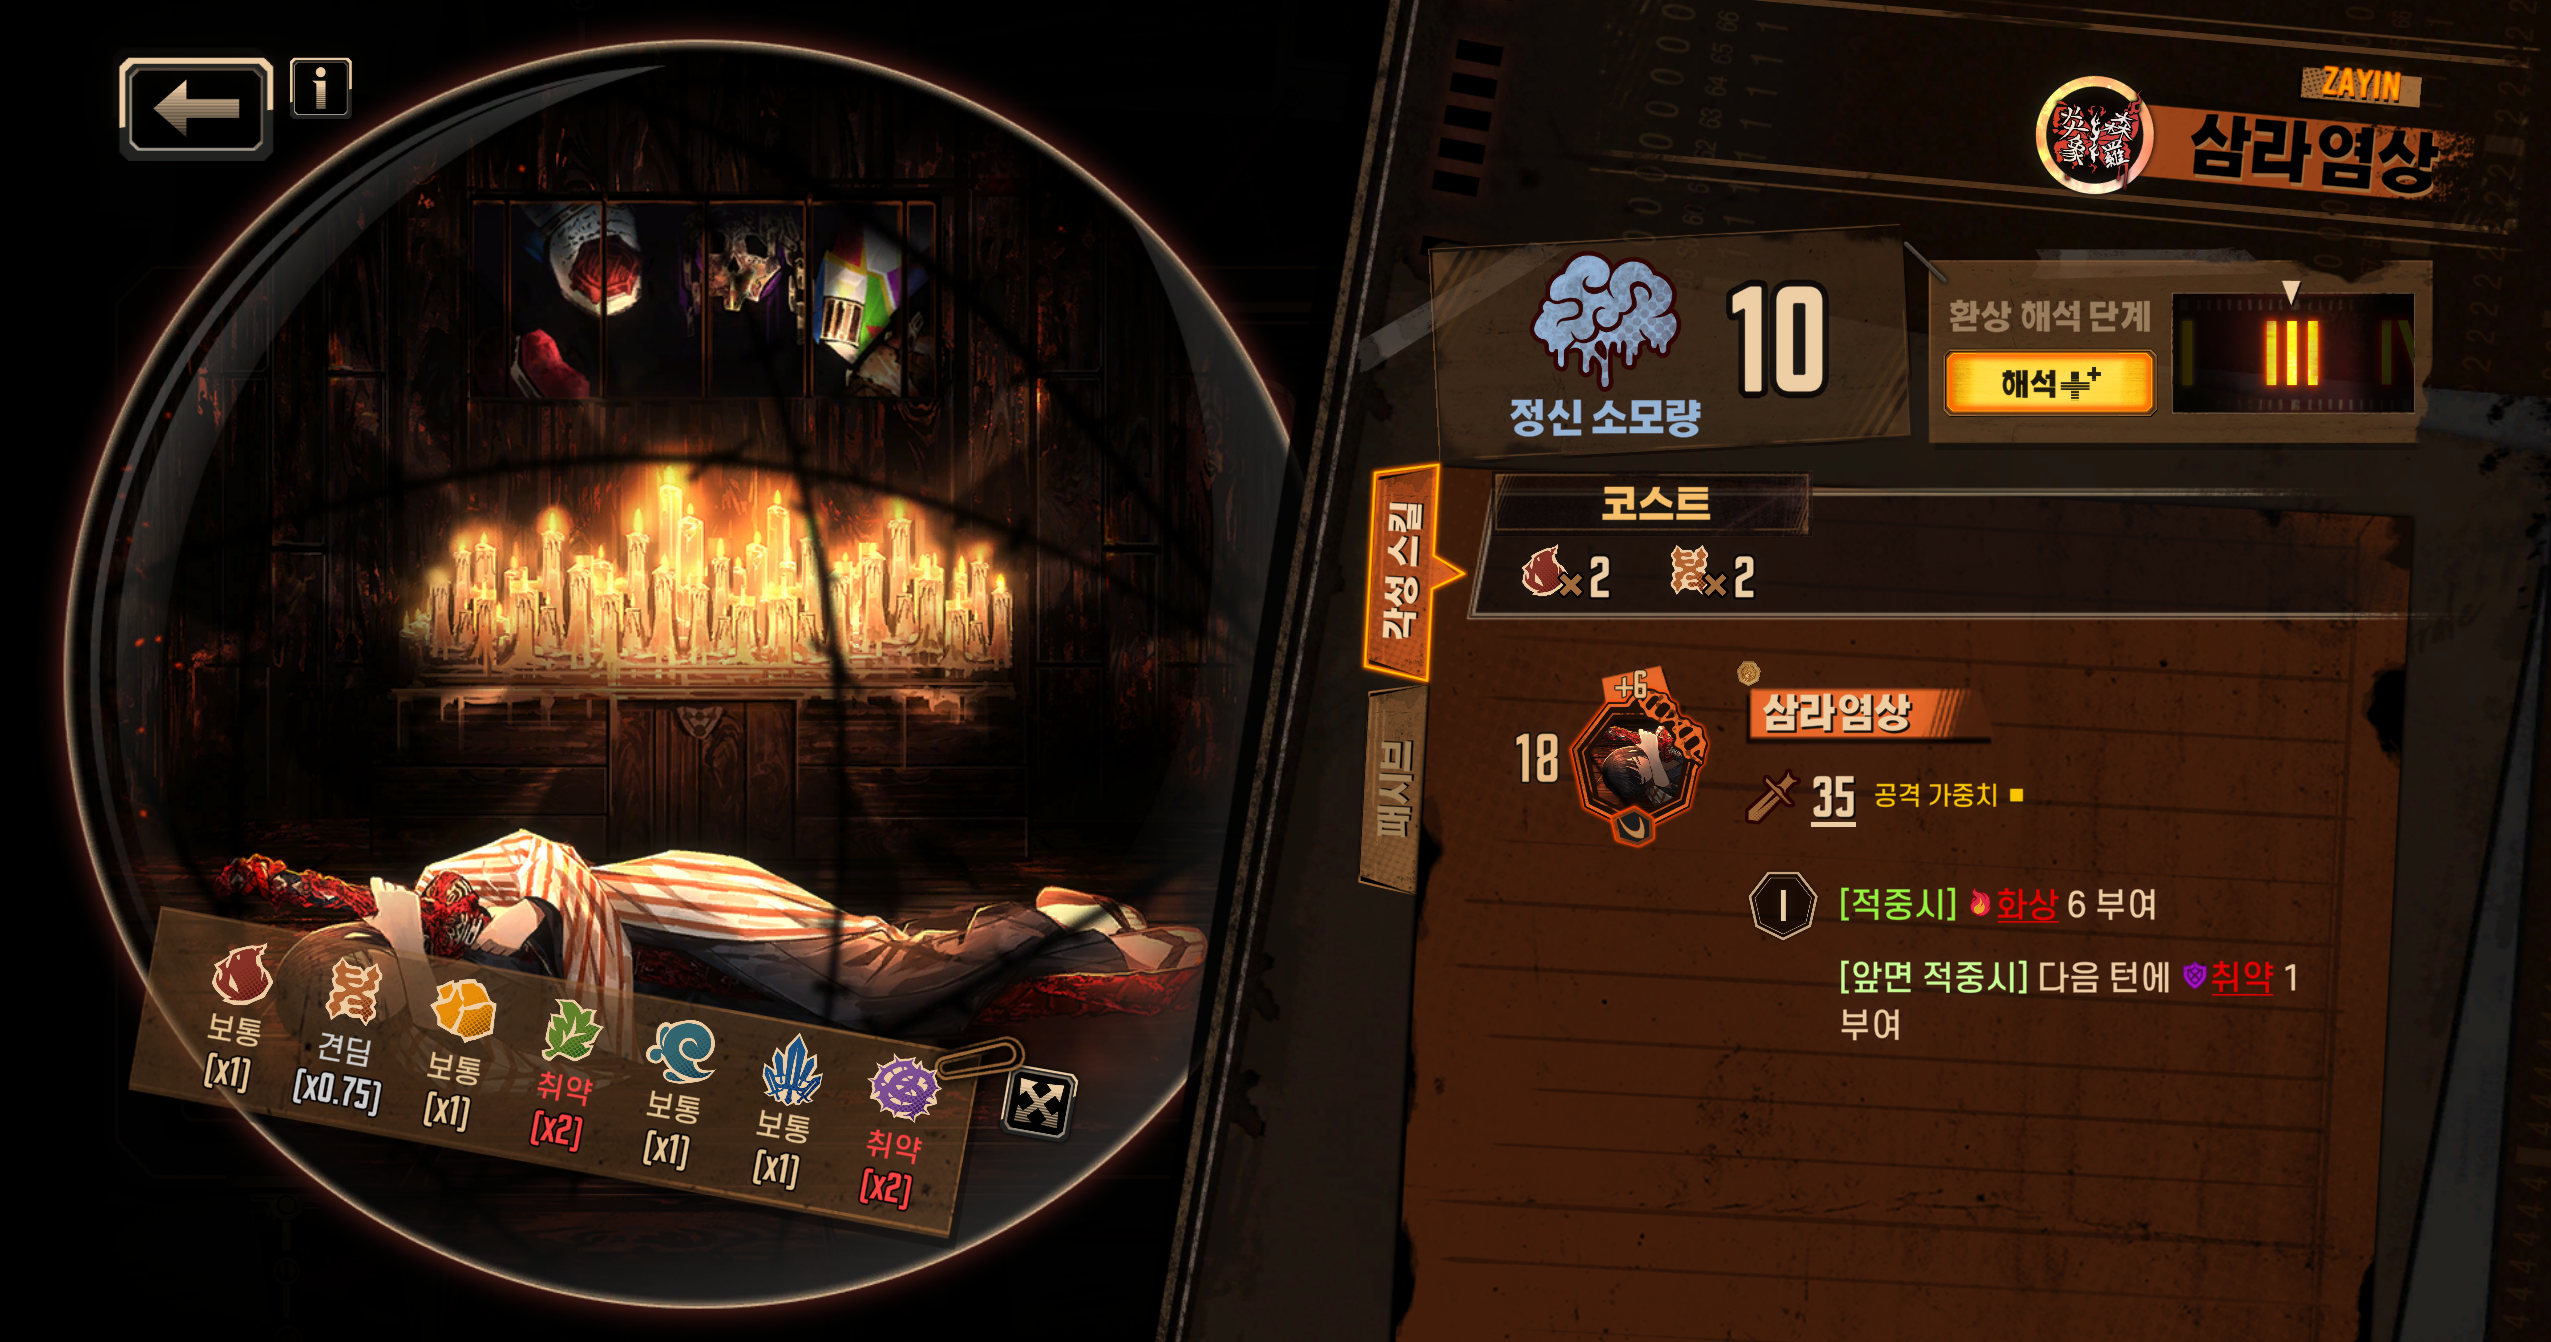 i
ZAYIN
森羅
炎象
삼라염상
10
정신 소모량
환상 해석 단계
해석
III
각성 스킬
패시브
코스트
×2
×2
18
+6
삼라염상
35
공격 가중치
I
[적중시] 화상 6 부여
[앞면 적중시] 다음 턴에 취약 1
부여
보통
[x1]
견딤
[x0.75]
보통
[x1]
취약
[x2]
보통
[x1]
보통
[x1]
취약
[x2]